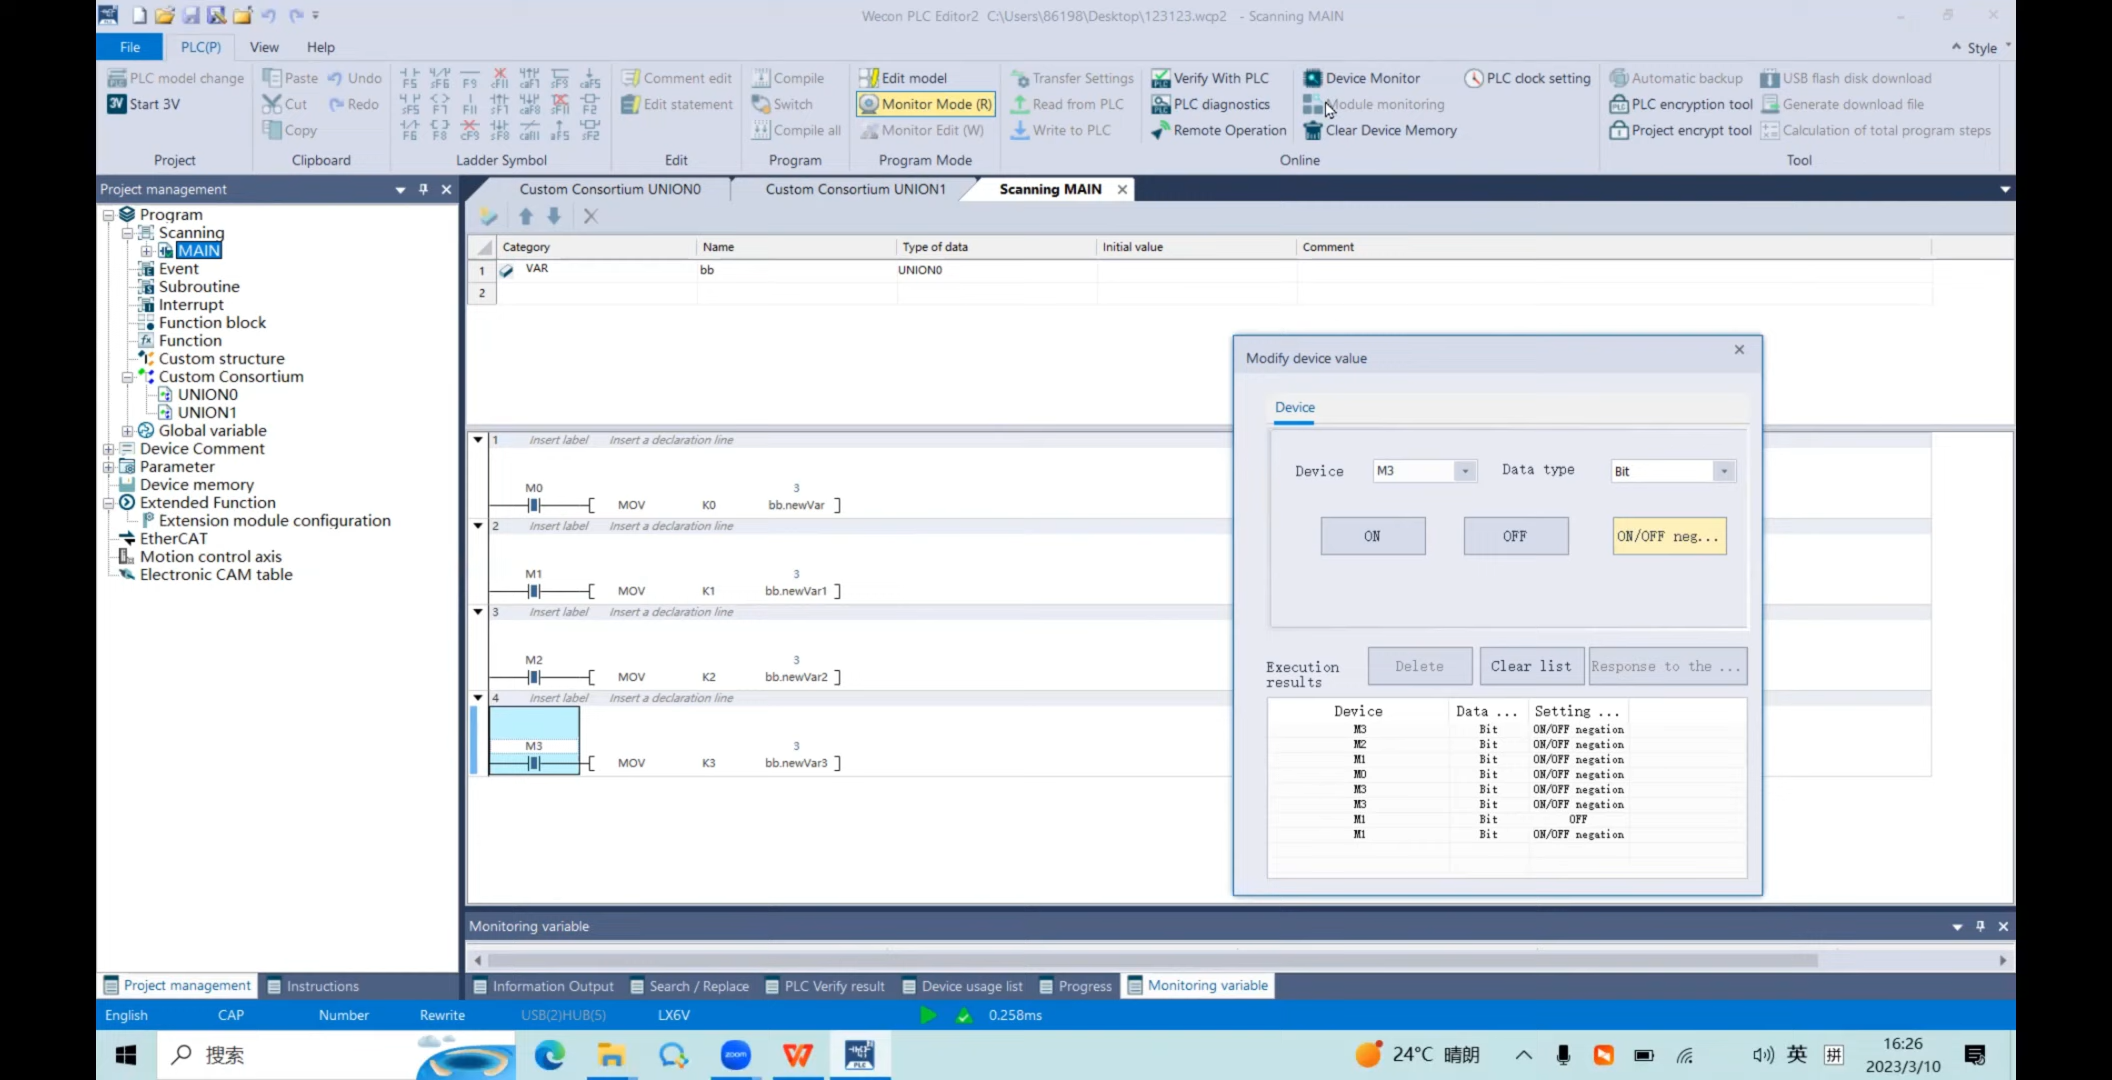 Wecon PLC Editor2 C:\Users\86198\Desktop\123123.wcp2 - Scanning MAIN
File PLC(P) View Help Style
PLC model change Paste Undo Comment edit Compile Edit model Transfer Settings Verify With PLC Device Monitor PLC clock setting Automatic backup USB flash disk download
Start 3V Cut Redo Edit statement Switch Monitor Mode (R) Read from PLC PLC diagnostics Module monitoring PLC encryption tool Generate download file
Copy Compile all Monitor Edit (W) Write to PLC Remote Operation Clear Device Memory Project encrypt tool Calculation of total program steps
Project Clipboard Ladder Symbol Edit Program Program Mode Online Tool
Project management
Program
Scanning
MAIN
Event
Subroutine
Interrupt
Function block
Function
Custom structure
Custom Consortium
UNION0
UNION1
Global variable
Device Comment
Parameter
Device memory
Extended Function
Extension module configuration
EtherCAT
Motion control axis
Electronic CAM table
Custom Consortium UNION0 Custom Consortium UNION1 Scanning MAIN
Category Name Type of data Initial value Comment
1 VAR bb UNION0
2
1 Insert label Insert a declaration line
M0 3
MOV K0 bb.newVar
2 Insert label Insert a declaration line
M1 3
MOV K1 bb.newVar1
3 Insert label Insert a declaration line
M2 3
MOV K2 bb.newVar2
4 Insert label Insert a declaration line
M3 3
MOV K3 bb.newVar3
Modify device value
Device
Device M3 Data type Bit
ON OFF ON/OFF neg...
Execution results Delete Clear list Response to the ...
Device Data ... Setting ...
M3 Bit ON/OFF negation
M2 Bit ON/OFF negation
M1 Bit ON/OFF negation
M0 Bit ON/OFF negation
M3 Bit ON/OFF negation
M3 Bit ON/OFF negation
M1 Bit OFF
M1 Bit ON/OFF negation
Monitoring variable
Project management Instructions Information Output Search / Replace PLC Verify result Device usage list Progress Monitoring variable
English CAP Number Rewrite USB(2)HUB(5) LX6V 0.258ms
搜索 zoom PLC 24°C 晴朗 英 拼 16:26
2023/3/10